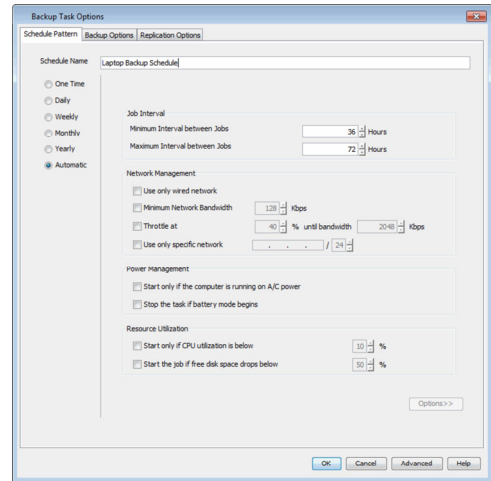 Backup Task Options
Schedule Pattern Backup Options Replication Options
Schedule Name Laptop Backup Schedule
One Time
Daily
Weekly
Monthly
Yearly
Automatic
Job Interval
Minimum Interval between Jobs 36 Hours
Maximum Interval between Jobs 72 Hours
Network Management
Use only wired network
Minimum Network Bandwidth 128 Kbps
Throttle at 40 % until bandwidth 2048 Kbps
Use only specific network . . . / 24
Power Management
Start only if the computer is running on A/C power
Stop the task if battery mode begins
Resource Utilization
Start only if CPU utilization is below 10 %
Start the job if free disk space drops below 50 %
Options>>
OK Cancel Advanced Help